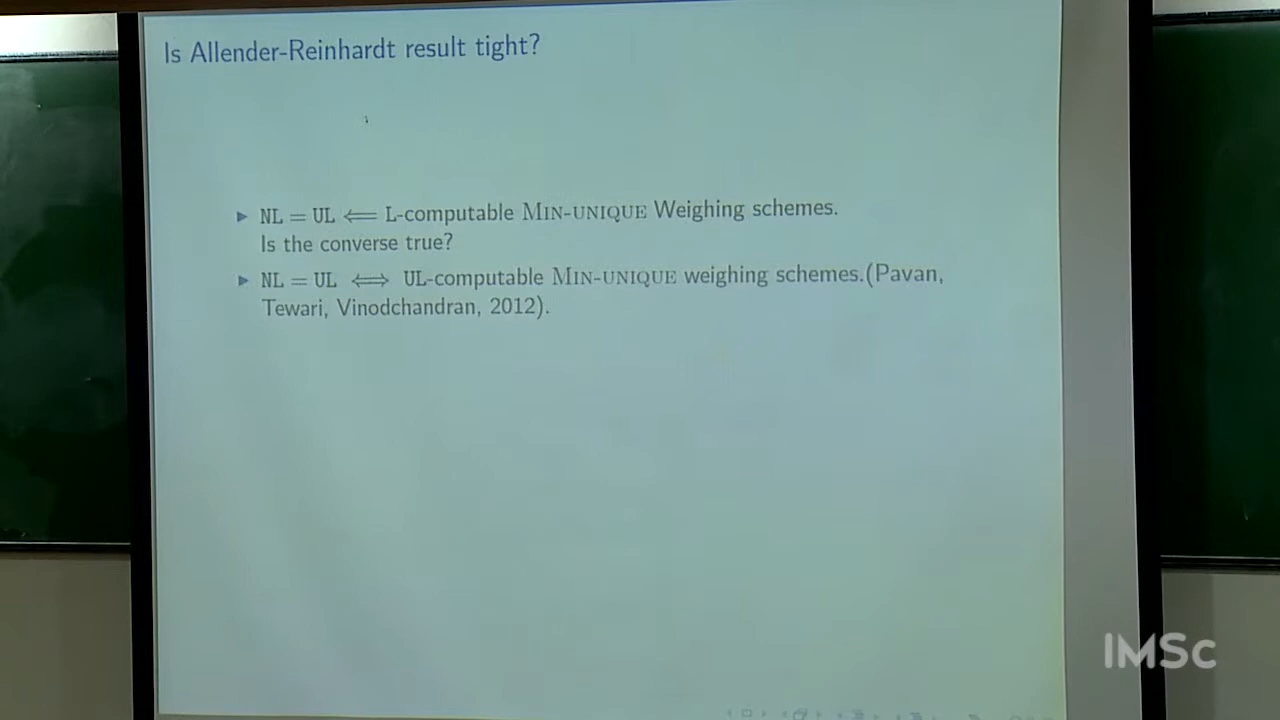 Is Allender-Reinhardt result tight?
▶ NL = UL ⟸ L-computable MIN-UNIQUE Weighing schemes.
Is the converse true?
▶ NL = UL ⟺ UL-computable MIN-UNIQUE weighing schemes.(Pavan,
Tewari, Vinodchandran, 2012).
IMSc